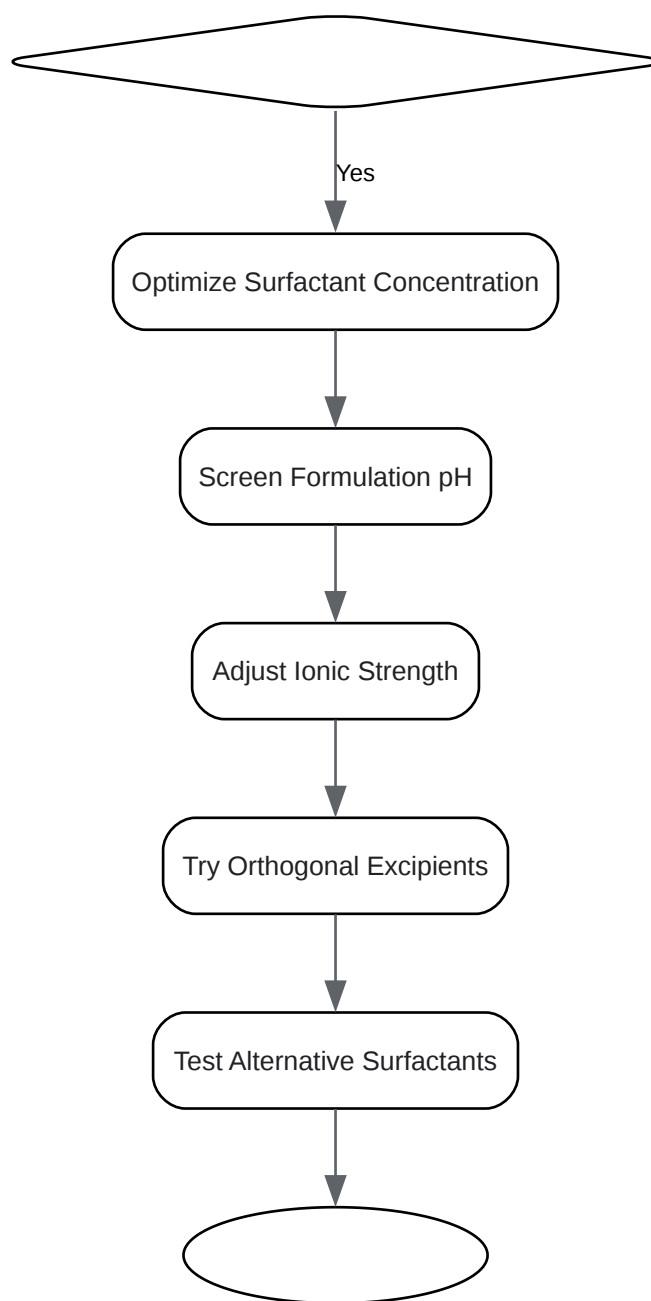 Yes
Optimize Surfactant Concentration
Screen Formulation pH
Adjust Ionic Strength
Try Orthogonal Excipients
Test Alternative Surfactants